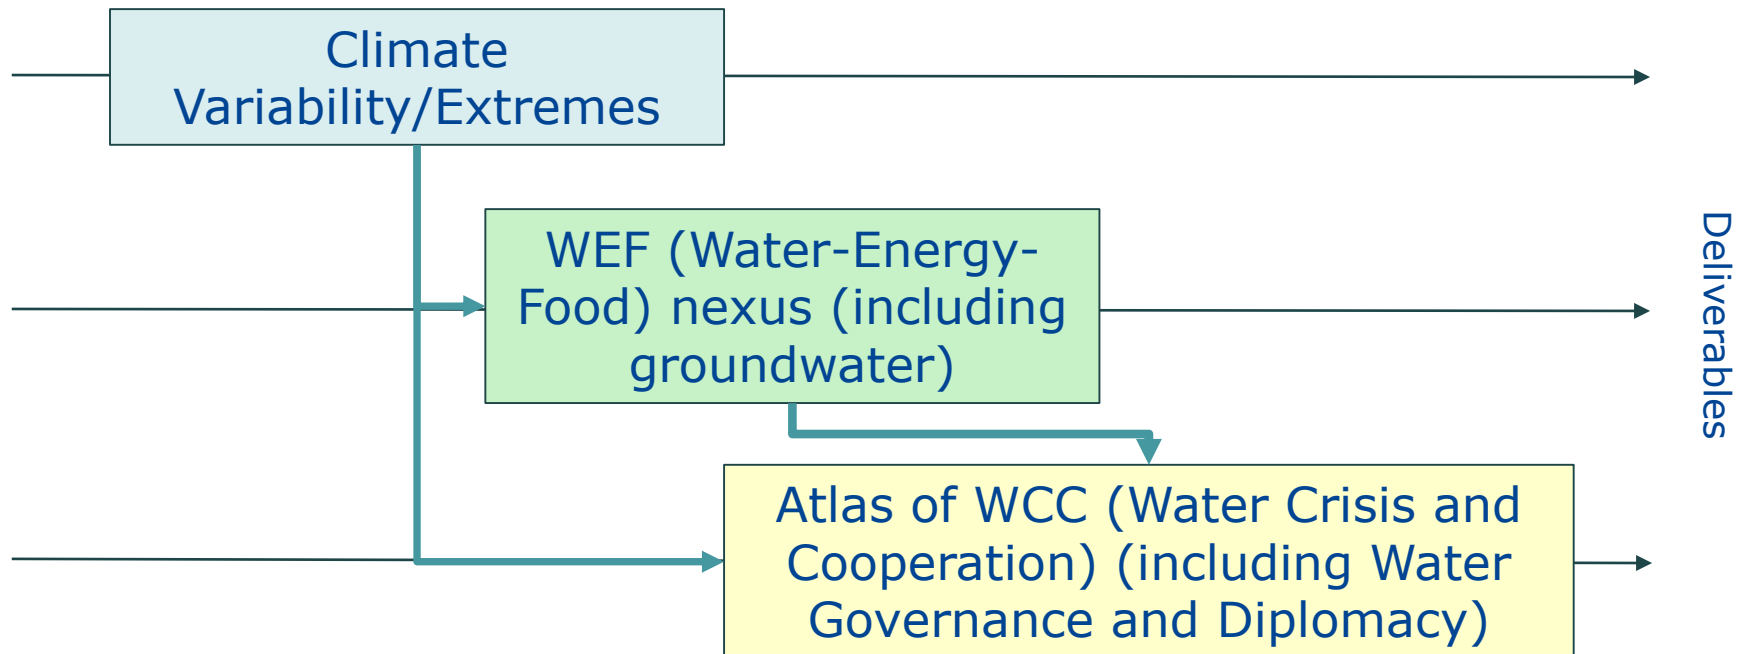 Climate
Variability/Extremes
WEF (Water-Energy-
Food) nexus (including
groundwater)
Atlas of WCC (Water Crisis and
Cooperation) (including Water
Governance and Diplomacy)
Deliverables